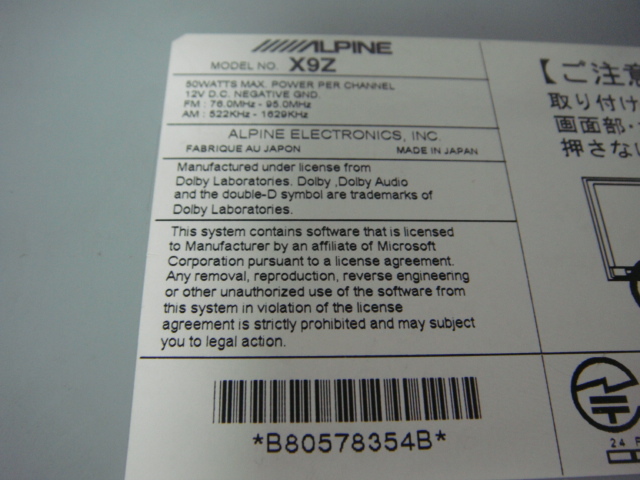 ALPINE
MODEL NO. X9Z
50WATTS MAX. POWER PER CHANNEL
12V D.C. NEGATIVE GND.
FM : 76.0MHz - 95.0MHz
AM : 522KHz - 1629KHz
ALPINE ELECTRONICS, INC.
FABRIQUE AU JAPON MADE IN JAPAN
Manufactured under license from
Dolby Laboratories. Dolby ,Dolby Audio
and the double-D symbol are trademarks of
Dolby Laboratories.
This system contains software that is licensed
to Manufacturer by an affiliate of Microsoft
Corporation pursuant to a license agreement.
Any removal, reproduction, reverse engineering
or other unauthorized use of the software from
this system in violation of the license
agreement is strictly prohibited and may subject
you to legal action.
*B80578354B*
【ご注意
取り付け
画面部・
押さない
24 F